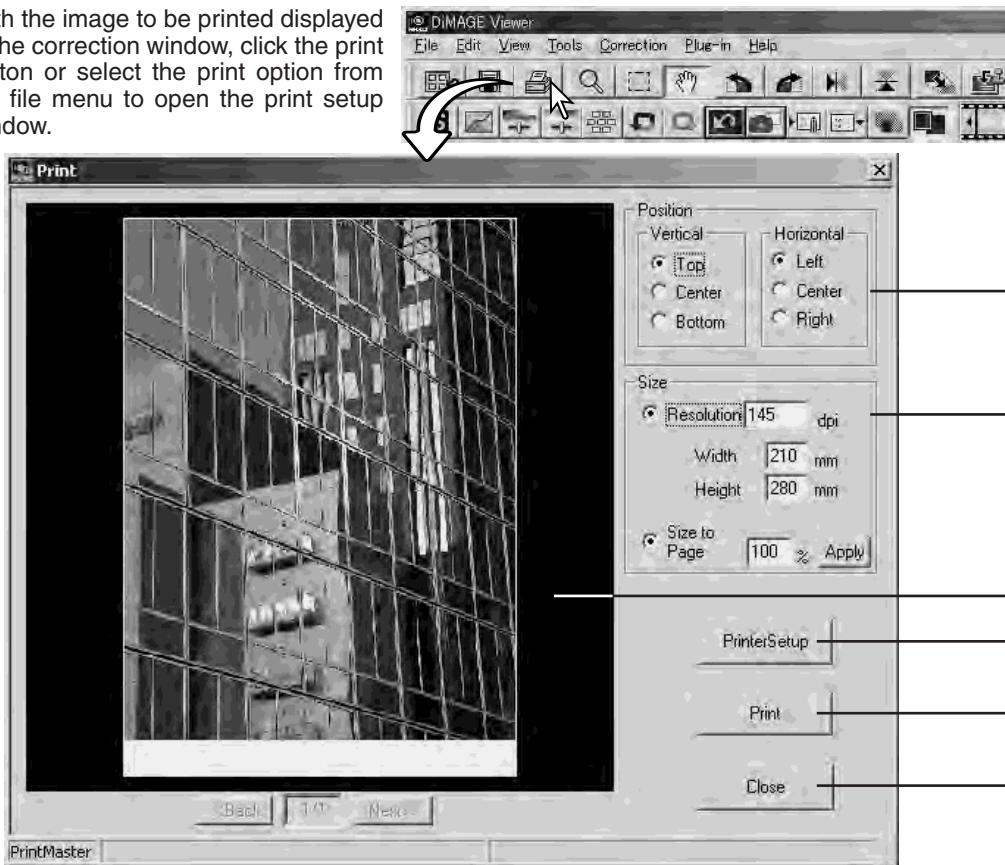 th the image to be printed displayed
he correction window, click the print
ton or select the print option from
file menu to open the print setup
dow.
DiMAGE Viewer
File Edit View Tools Correction Plug-in Help
Print
Position
Vertical
Horizontal
Top
Left
Center
Center
Bottom
Right
Size
Resolution 145 dpi
Width 210 mm
Height 280 mm
Size to
Page 100 % Apply
PrinterSetup
Print
Close
Back 1/1
PrintMaster